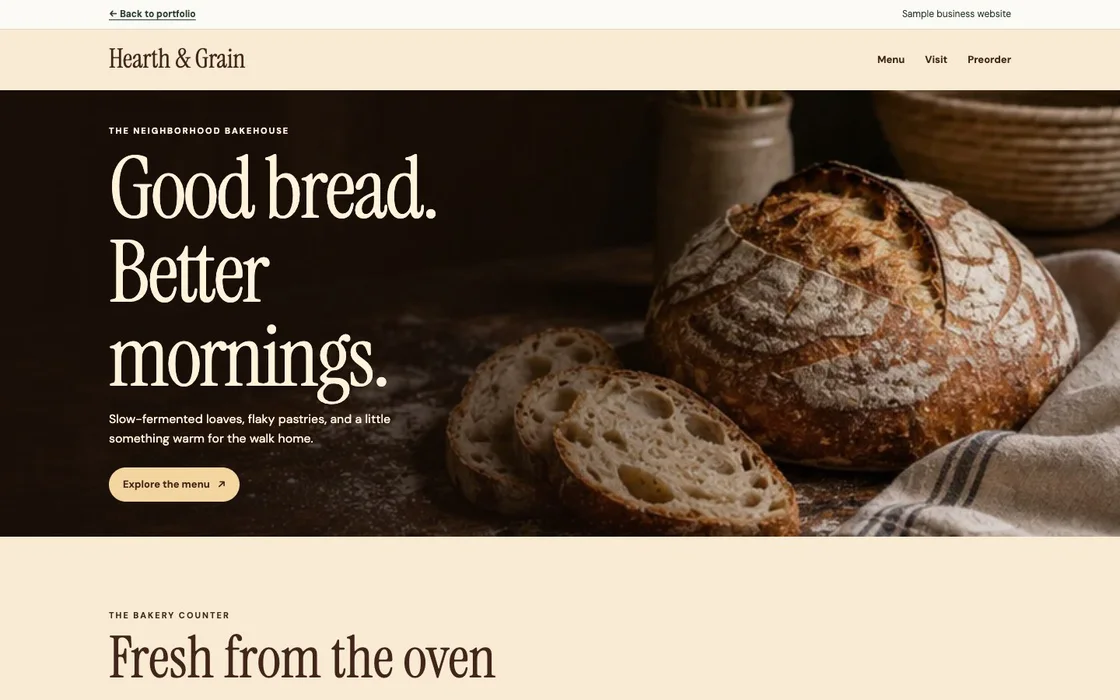 ← Back to portfolio
Sample business website
Hearth & Grain
Menu Visit Preorder
THE NEIGHBORHOOD BAKEHOUSE
Good bread.
Better
mornings.
Slow-fermented loaves, flaky pastries, and a little
something warm for the walk home.
Explore the menu ↗
THE BAKERY COUNTER
Fresh from the oven